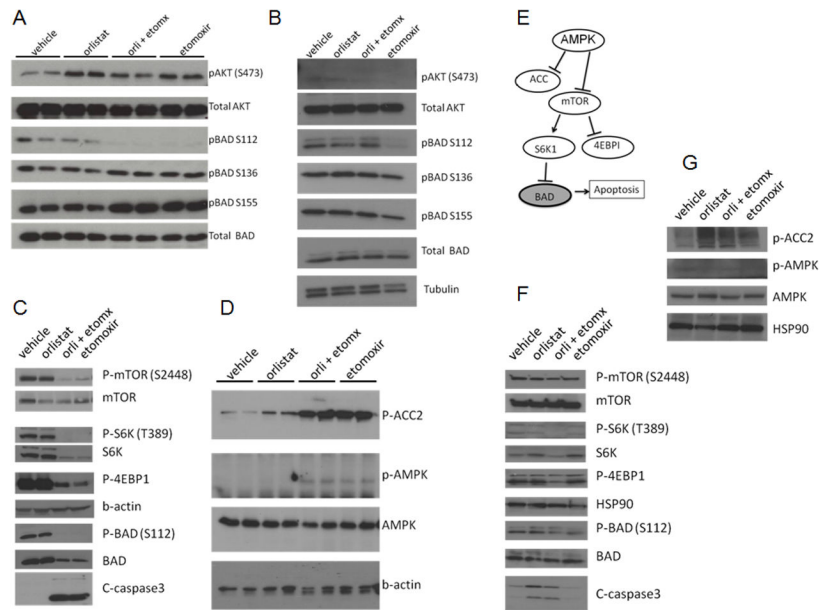 A
vehicle
orlistat
orli + etomx
etomoxir
pAKT (S473)
Total AKT
pBAD S112
pBAD S136
pBAD S155
Total BAD
B
vehicle
orlistat
orli + etomx
etomoxir
pAKT (S473)
Total AKT
pBAD S112
pBAD S136
pBAD S155
Total BAD
Tubulin
E
AMPK
ACC
mTOR
S6K1
4EBPI
BAD
Apoptosis
G
vehicle
orlistat
orli + etomx
etomoxir
p-ACC2
p-AMPK
AMPK
HSP90
C
vehicle
orlistat
orli + etomx
etomoxir
P-mTOR (S2448)
mTOR
P-S6K (T389)
S6K
P-4EBP1
b-actin
P-BAD (S112)
BAD
C-caspase3
D
vehicle
orlistat
orli + etomx
etomoxir
P-ACC2
p-AMPK
AMPK
b-actin
F
vehicle
orlistat
orli + etomx
etomoxir
P-mTOR (S2448)
mTOR
P-S6K (T389)
S6K
P-4EBP1
HSP90
P-BAD (S112)
BAD
C-caspase3